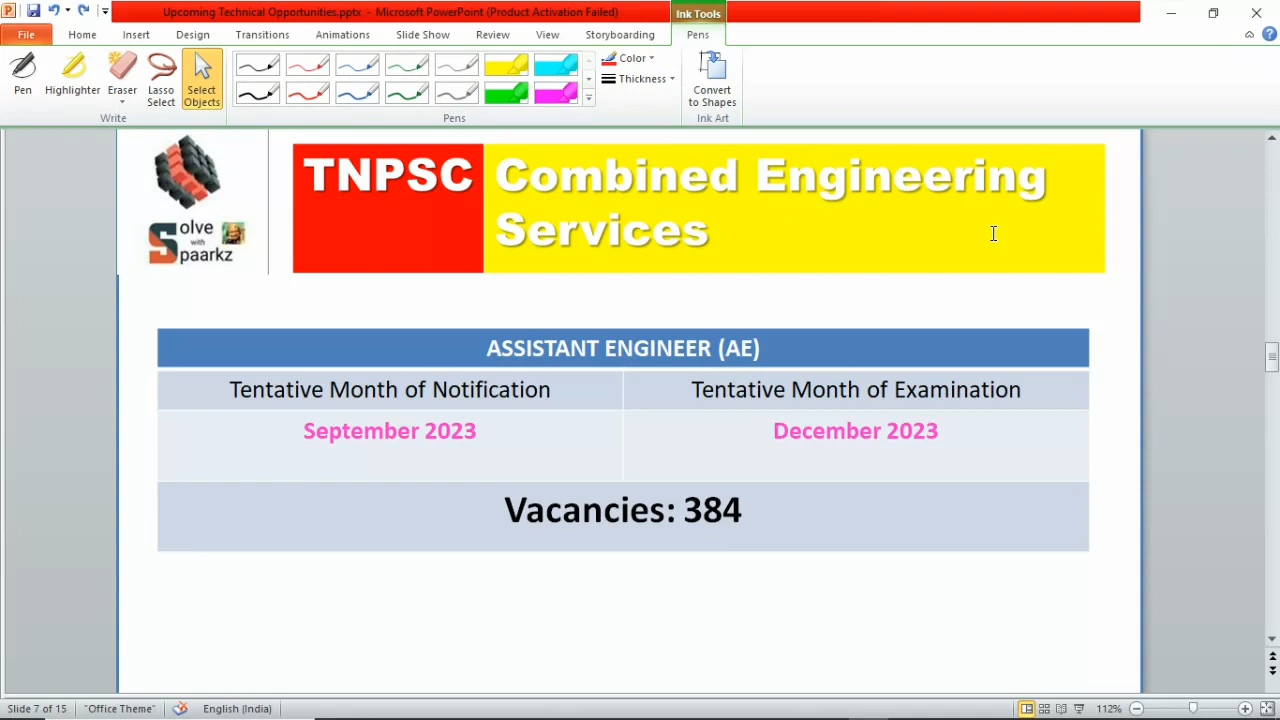 Upcoming Technical Opportunities.pptx - Microsoft PowerPoint (Product Activation Failed)
Ink Tools
File Home Insert Design Transitions Animations Slide Show Review View Storyboarding Pens
Pen
Highlighter
Eraser
Lasso Select
Select Objects
Color
Thickness
Convert to Shapes
Write
Pens
Ink Art
Solve
with
Spaarkz
TNPSC Combined Engineering
Services
ASSISTANT ENGINEER (AE)
Tentative Month of Notification Tentative Month of Examination
September 2023 December 2023
Vacancies: 384
Slide 7 of 15 "Office Theme" English (India) 112%